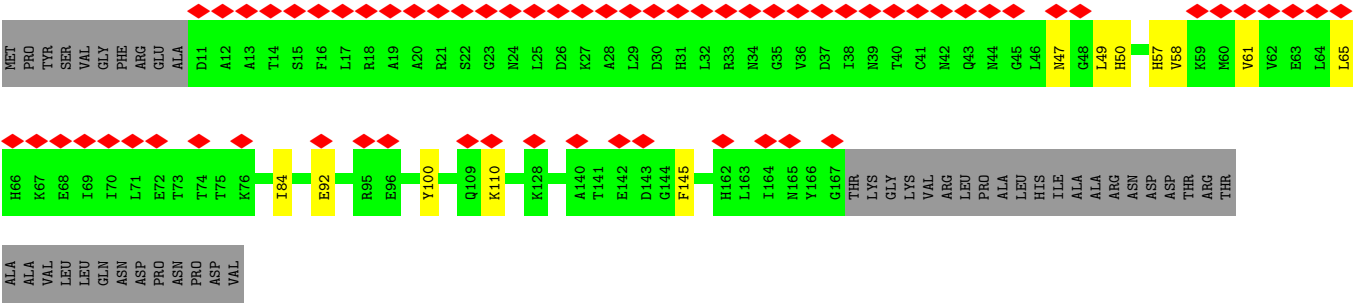 MET PRO TYR SER VAL GLY PHE ARG GLU ALA D11 A12 A13 T14 S15 F16 L17 R18 A19 A20 R21 S22 G23 N24 L25 D26 K27 A28 L29 D30 H31 L32 R33 N34 G35 V36 D37 I38 N39 T40 C41 N42 Q43 N44 G45 L46 N47 G48 L49 H50 H57 V58 K59 M60 V61 V62 E63 L64 L65
H66 K67 E68 I69 I70 L71 E72 T73 T74 T75 K76 I84 E92 R95 E96 Y100 Q109 K110 K128 A140 T141 E142 D143 G144 F145 H162 L163 I164 N165 Y166 G167 THR LYS GLY LYS VAL ARG LEU PRO ALA LEU HIS ILE ALA ALA ARG ASN ASP ASP THR ARG THR
ALA ALA VAL LEU LEU GLN ASN ASP PRO ASN PRO ASP VAL